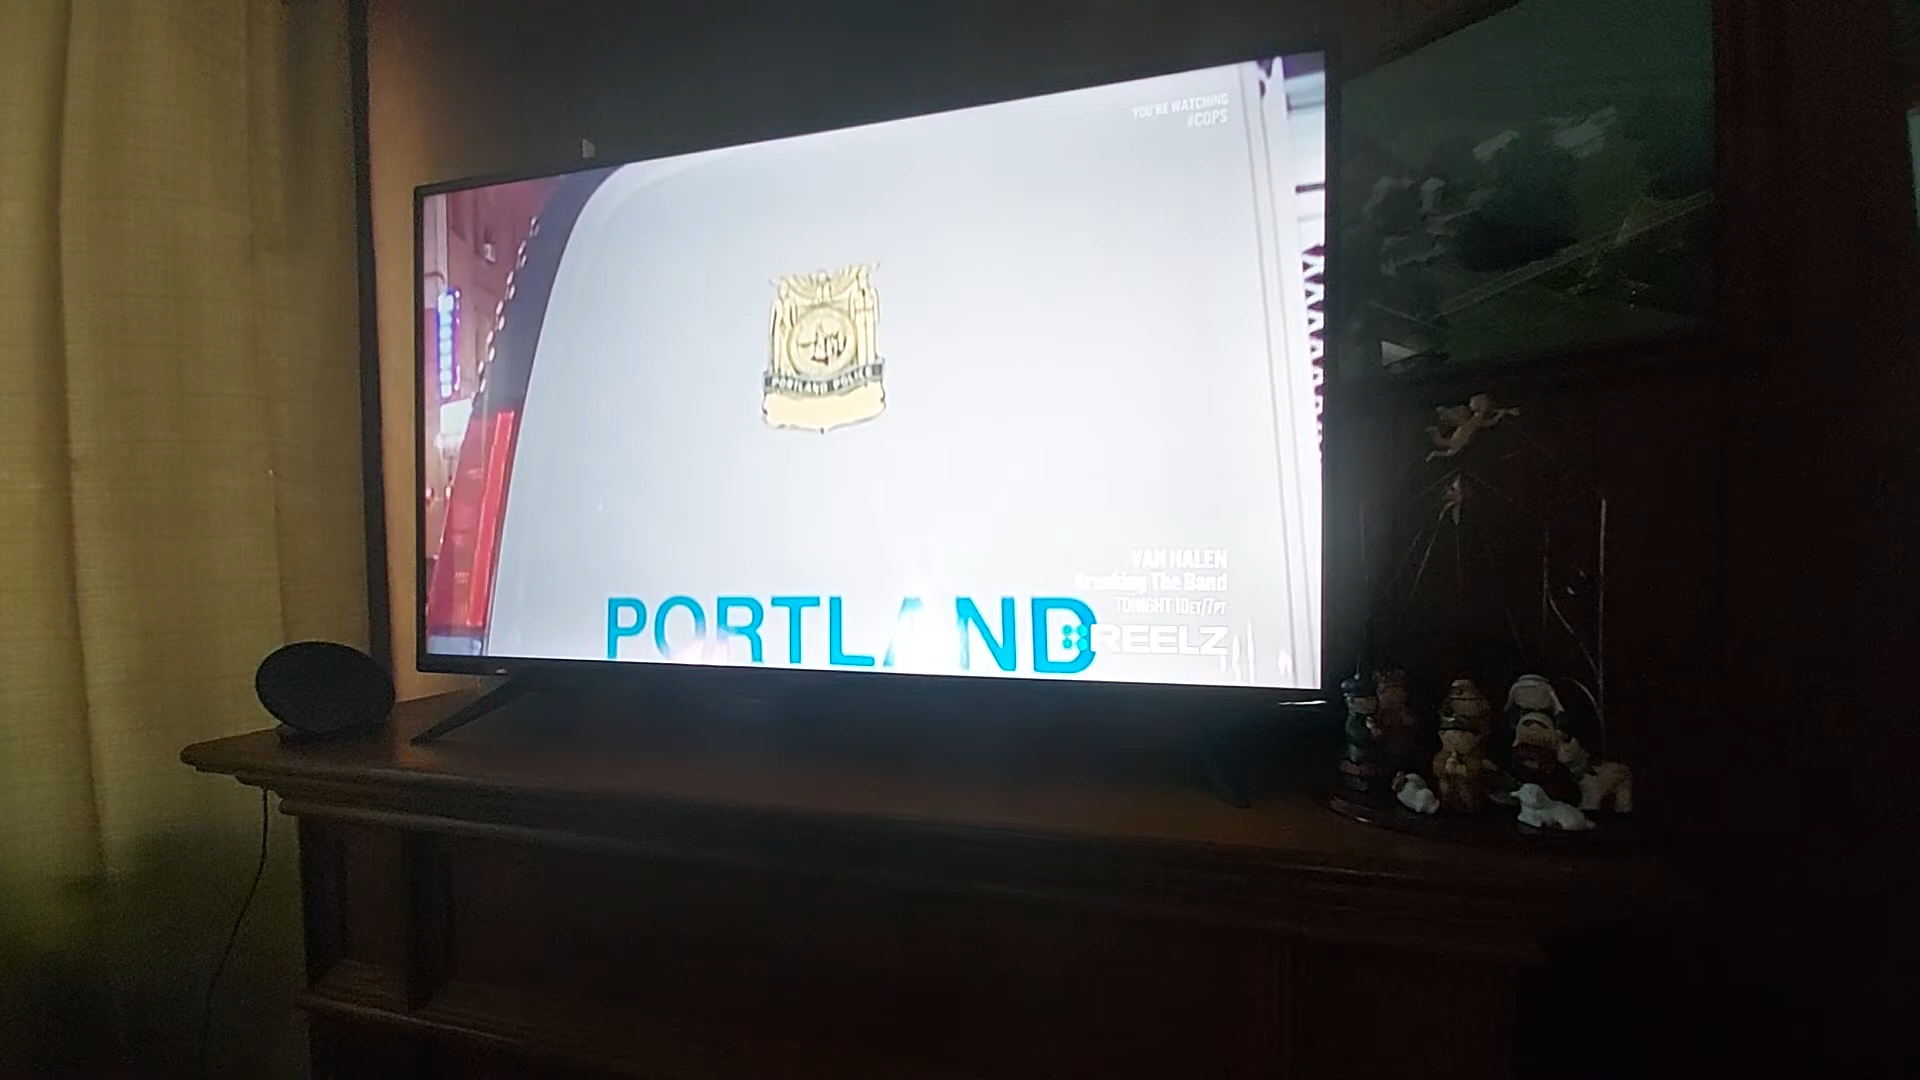 YOU'RE WATCHING
#COPS
PORTLAND POLICE
VAN HALEN
Breaking The Band
TONIGHT 10ET/7PT
PORTLAND
REELZ